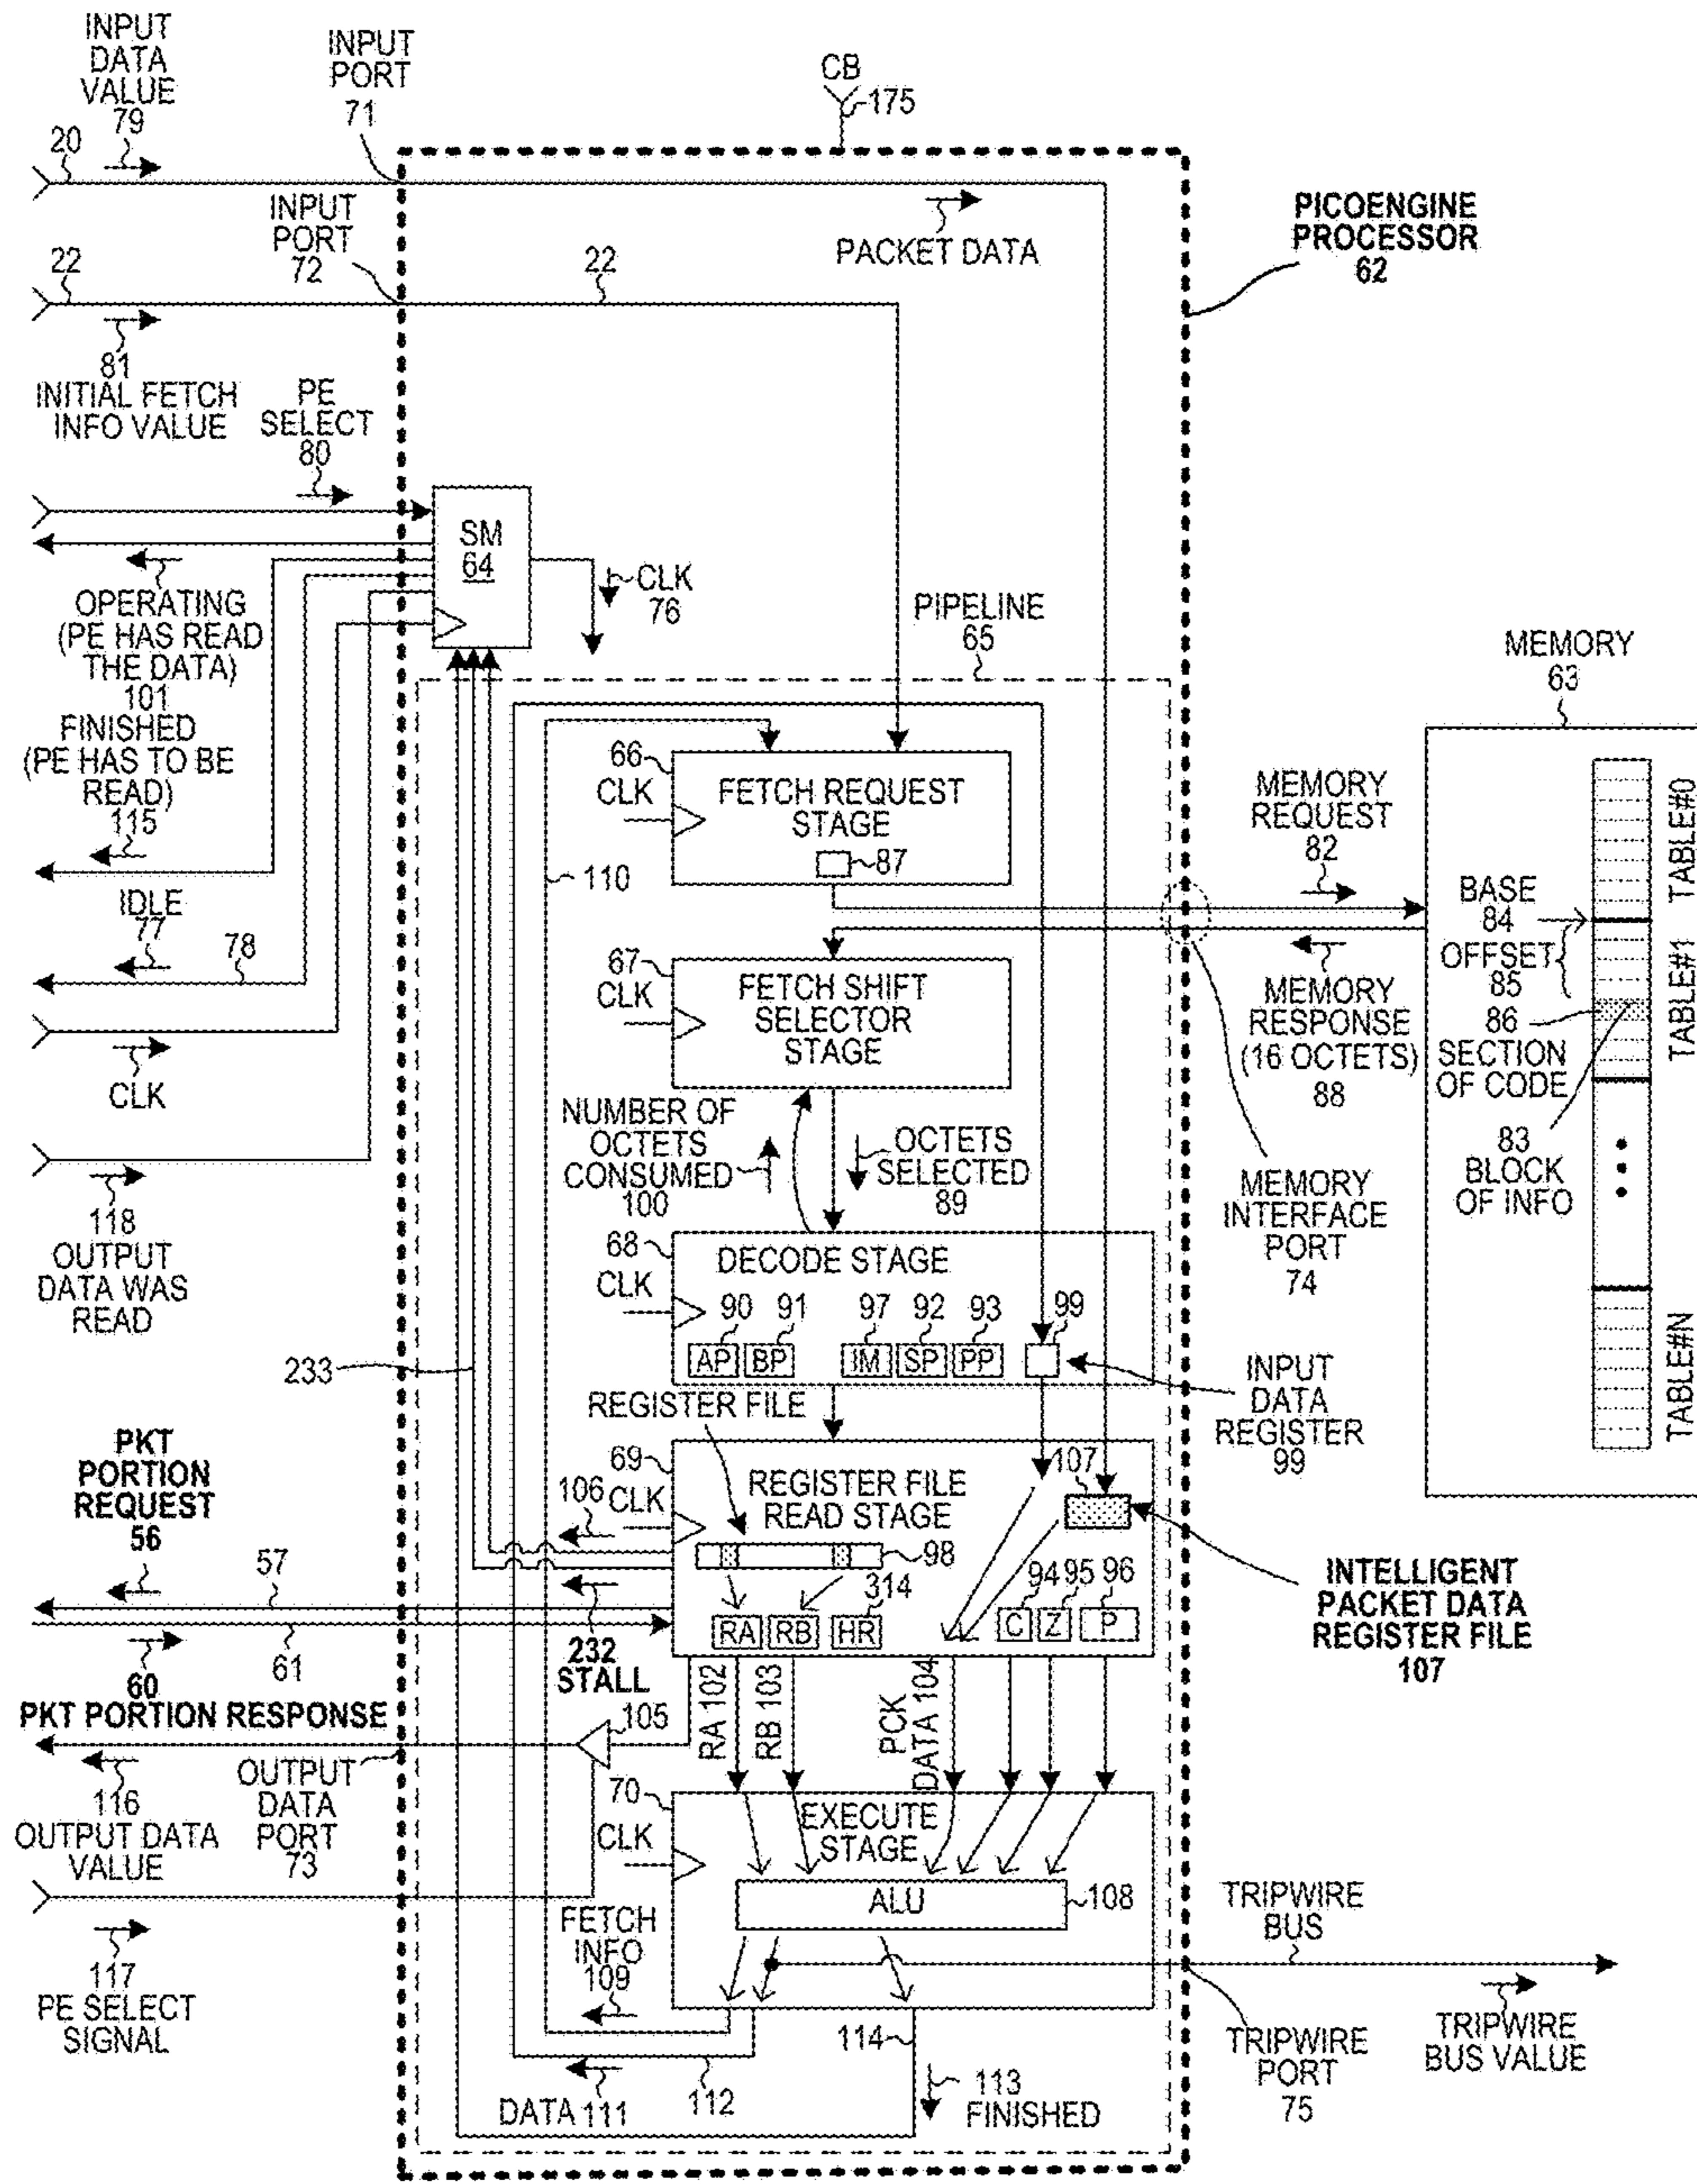 INPUT
DATA
VALUE
79
20
INPUT
PORT
71
CB
175
INPUT
PORT
72
PACKET DATA
PICOENGINE
PROCESSOR
62
22
22
81
INITIAL FETCH
INFO VALUE
PE
SELECT
80
SM
64
CLK
76
OPERATING
(PE HAS READ
THE DATA)
101
FINISHED
(PE HAS TO BE
READ)
115
PIPELINE
65
MEMORY
63
66
CLK
FETCH REQUEST
STAGE
87
110
MEMORY
REQUEST
82
BASE
84
OFFSET
85
86
SECTION
OF CODE
83
BLOCK
OF INFO
TABLE#0
TABLE#1
TABLE#N
IDLE
77
78
CLK
67
CLK
FETCH SHIFT
SELECTOR
STAGE
MEMORY
RESPONSE
(16 OCTETS)
88
NUMBER OF
OCTETS
CONSUMED
100
OCTETS
SELECTED
89
MEMORY
INTERFACE
PORT
74
118
OUTPUT
DATA WAS
READ
68
CLK
DECODE STAGE
90
91
97
92
93
99
AP
BP
IM
SP
PP
233
REGISTER FILE
INPUT
DATA
REGISTER
99
PKT
PORTION
REQUEST
56
57
69
CLK
106
REGISTER FILE
READ STAGE
107
98
314
94
95
96
RA
RB
HR
C
Z
P
INTELLIGENT
PACKET DATA
REGISTER FILE
107
60
61
PKT PORTION RESPONSE
232
STALL
105
RA 102
RB 103
PCK
DATA 104
116
OUTPUT DATA
VALUE
OUTPUT
DATA
PORT
73
70
CLK
EXECUTE
STAGE
ALU
108
117
PE SELECT
SIGNAL
FETCH
INFO
109
TRIPWIRE
BUS
TRIPWIRE
BUS VALUE
TRIPWIRE
PORT
75
114
DATA 111
112
113
FINISHED